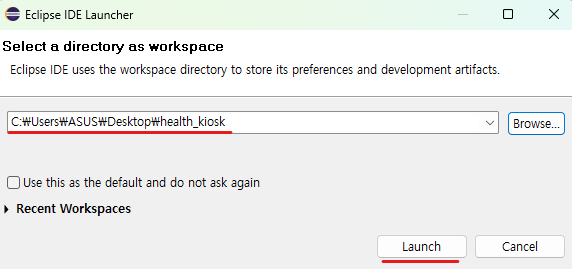 Eclipse IDE Launcher
Select a directory as workspace
Eclipse IDE uses the workspace directory to store its preferences and development artifacts.
C:₩Users₩ASUS₩Desktop₩health_kiosk
Browse...
Use this as the default and do not ask again
Recent Workspaces
Launch
Cancel